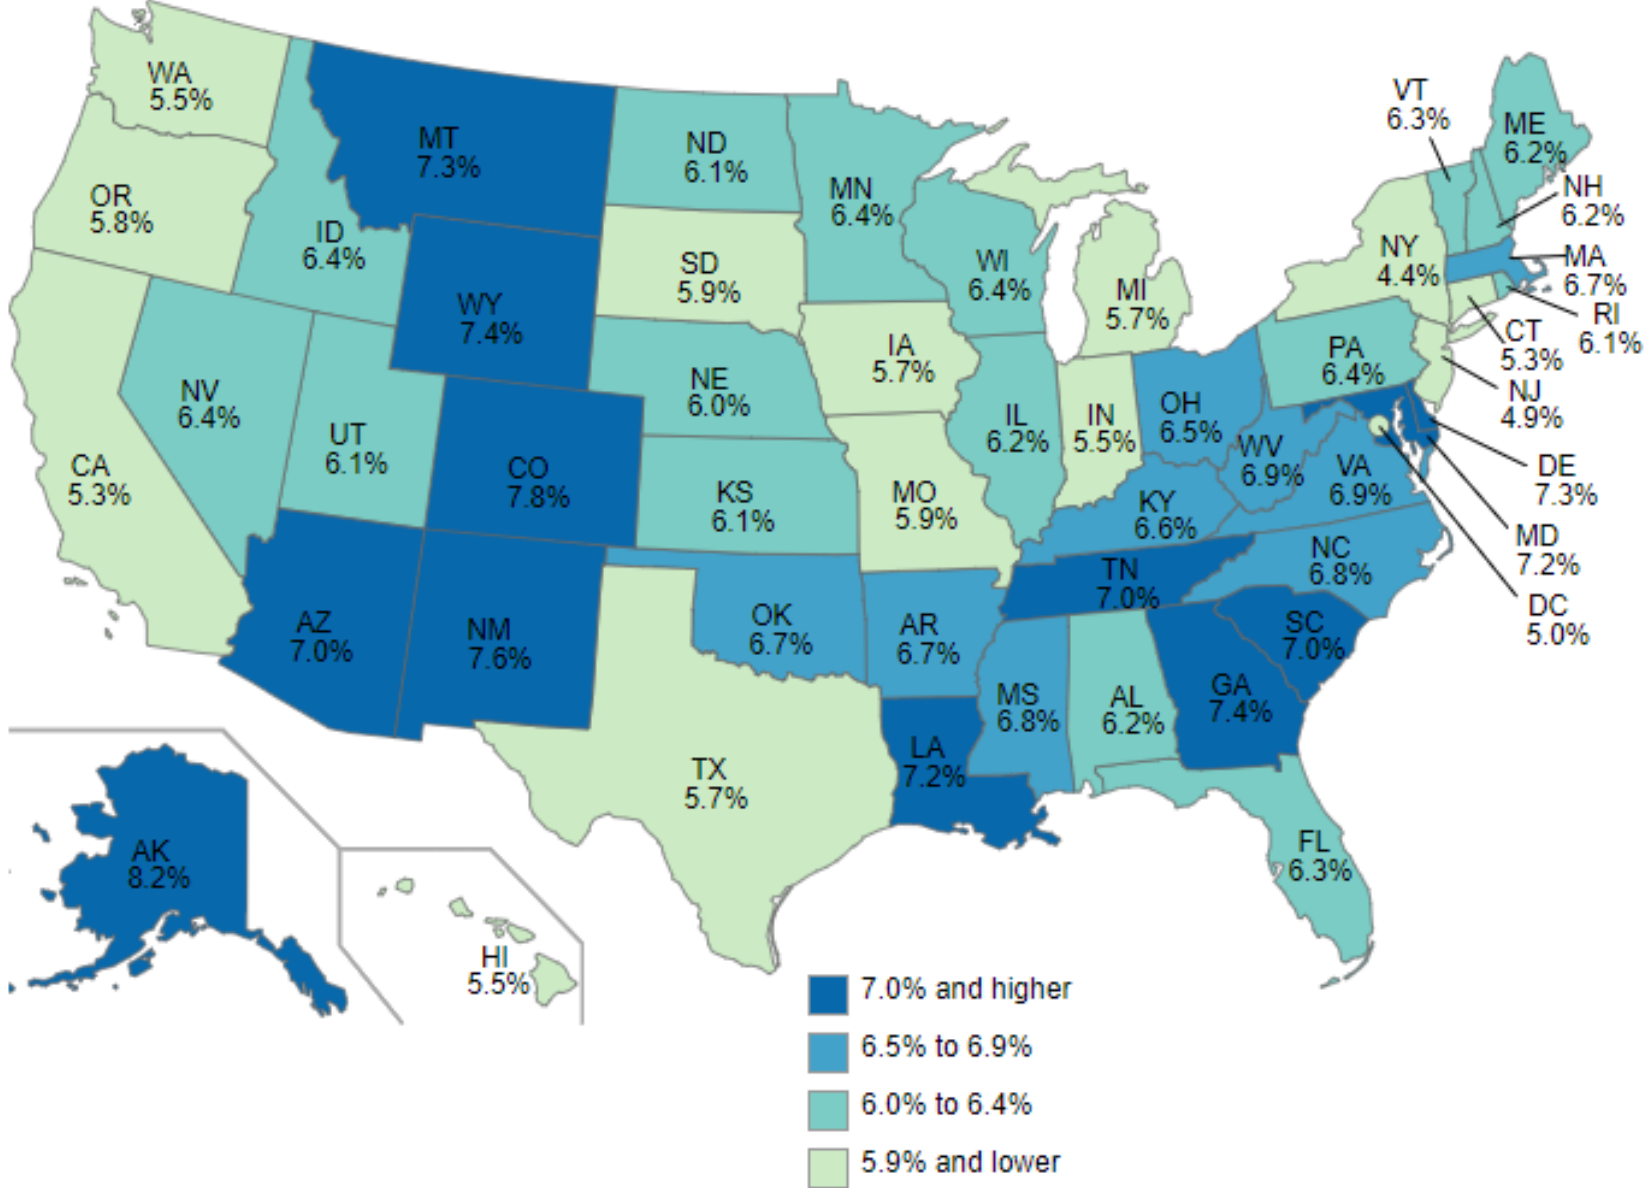 WA
5.5%
MT
7.3%
ND
6.1%
MN
6.4%
VT
6.3%
ME
6.2%
NH
6.2%
OR
5.8%
ID
6.4%
WY
7.4%
SD
5.9%
WI
6.4%
MI
5.7%
NY
4.4%
MA
6.7%
RI
6.1%
CT
5.3%
NJ
4.9%
NV
6.4%
UT
6.1%
CA
5.3%
CO
7.8%
NE
6.0%
IA
5.7%
IL
6.2%
IN
5.5%
OH
6.5%
PA
6.4%
WV
6.9%
VA
6.9%
DE
7.3%
MD
7.2%
DC
5.0%
KS
6.1%
MO
5.9%
KY
6.6%
NC
6.8%
TN
7.0%
SC
7.0%
AZ
7.0%
NM
7.6%
OK
6.7%
AR
6.7%
MS
6.8%
AL
6.2%
GA
7.4%
LA
7.2%
TX
5.7%
FL
6.3%
AK
8.2%
HI
5.5%
7.0% and higher
6.5% to 6.9%
6.0% to 6.4%
5.9% and lower